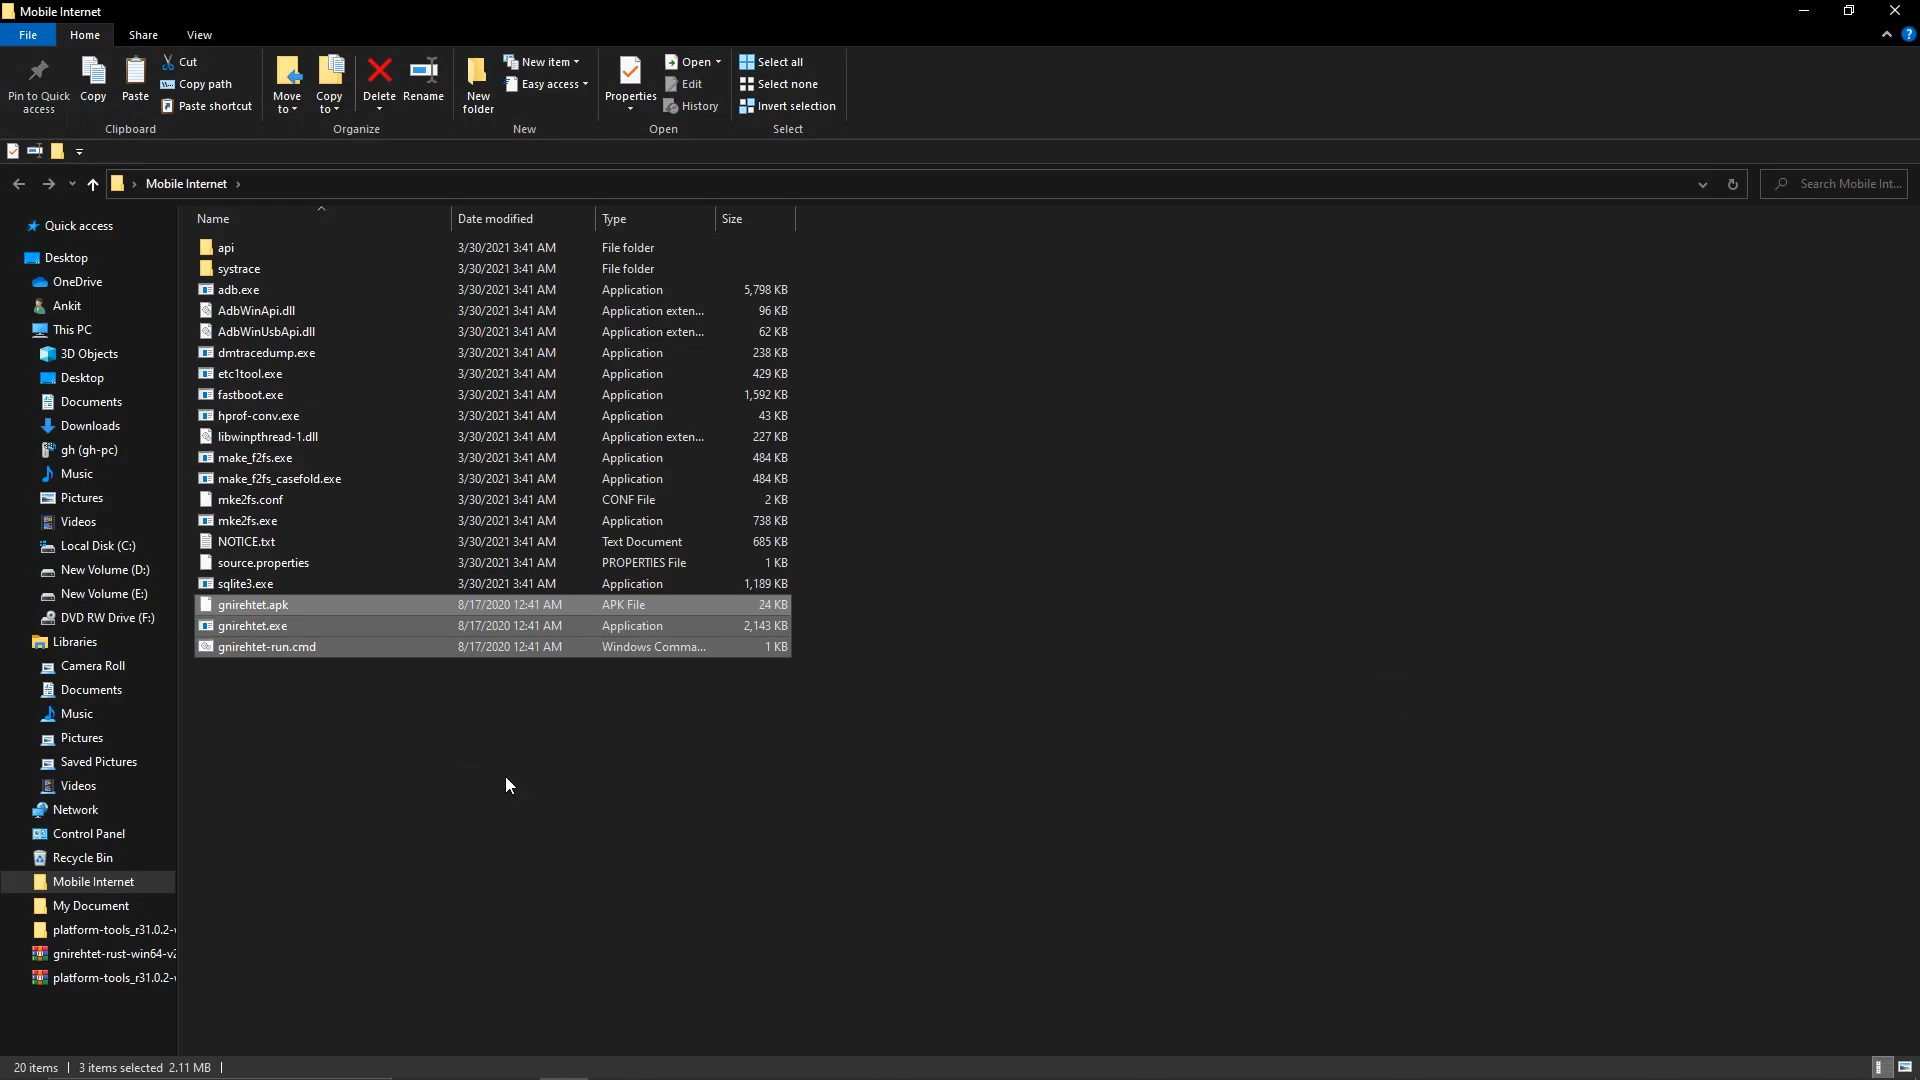 Mobile Internet
File Home Share View
Pin to Quick access
Copy
Paste
Cut
Copy path
Paste shortcut
Clipboard
Move to
Copy to
Delete
Rename
Organize
New folder
New item
Easy access
New
Properties
Open
Edit
History
Open
Select all
Select none
Invert selection
Select
Mobile Internet
Search Mobile Int...
Name Date modified Type Size
api 3/30/2021 3:41 AM File folder
systrace 3/30/2021 3:41 AM File folder
adb.exe 3/30/2021 3:41 AM Application 5,798 KB
AdbWinApi.dll 3/30/2021 3:41 AM Application exten... 96 KB
AdbWinUsbApi.dll 3/30/2021 3:41 AM Application exten... 62 KB
dmtracedump.exe 3/30/2021 3:41 AM Application 238 KB
etc1tool.exe 3/30/2021 3:41 AM Application 429 KB
fastboot.exe 3/30/2021 3:41 AM Application 1,592 KB
hprof-conv.exe 3/30/2021 3:41 AM Application 43 KB
libwinpthread-1.dll 3/30/2021 3:41 AM Application exten... 227 KB
make_f2fs.exe 3/30/2021 3:41 AM Application 484 KB
make_f2fs_casefold.exe 3/30/2021 3:41 AM Application 484 KB
mke2fs.conf 3/30/2021 3:41 AM CONF File 2 KB
mke2fs.exe 3/30/2021 3:41 AM Application 738 KB
NOTICE.txt 3/30/2021 3:41 AM Text Document 685 KB
source.properties 3/30/2021 3:41 AM PROPERTIES File 1 KB
sqlite3.exe 3/30/2021 3:41 AM Application 1,189 KB
gnirehtet.apk 8/17/2020 12:41 AM APK File 24 KB
gnirehtet.exe 8/17/2020 12:41 AM Application 2,143 KB
gnirehtet-run.cmd 8/17/2020 12:41 AM Windows Comma... 1 KB
Quick access
Desktop
OneDrive
Ankit
This PC
3D Objects
Desktop
Documents
Downloads
gh (gh-pc)
Music
Pictures
Videos
Local Disk (C:)
New Volume (D:)
New Volume (E:)
DVD RW Drive (F:)
Libraries
Camera Roll
Documents
Music
Pictures
Saved Pictures
Videos
Network
Control Panel
Recycle Bin
Mobile Internet
My Document
platform-tools_r31.0.2-
gnirehtet-rust-win64-v2
platform-tools_r31.0.2-
20 items 3 items selected 2.11 MB